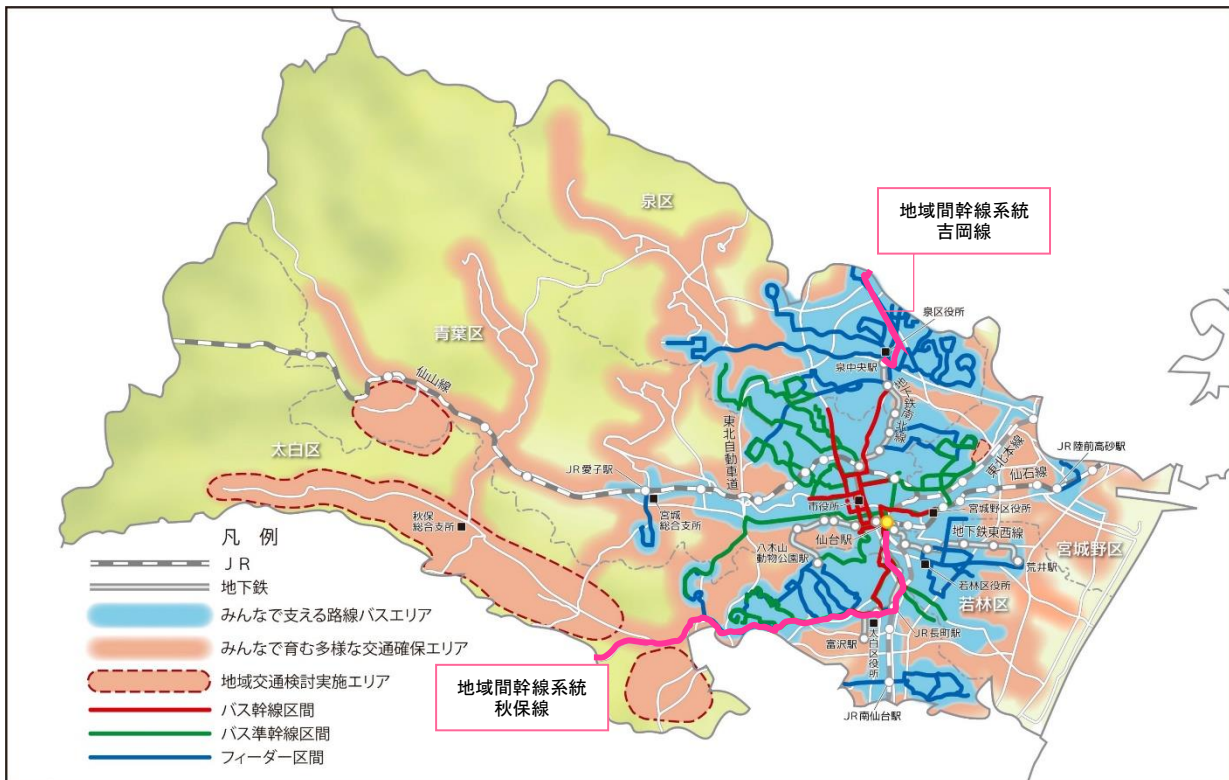 地域間幹線系統
吉岡線
泉区
泉区役所
泉中央駅
青葉区
仙山線
地下鉄南北線
東北自動車道
東北本線
JR陸前高砂駅
太白区
JR愛子駅
仙石線
秋保
総合支所
宮城
総合支所
市役所
宮城野区役所
仙台駅
地下鉄東西線
宮城野区
八木山
動物公園駅
荒井駅
若林区役所
若林区
富沢駅
太白区役所
JR長町駅
JR南仙台駅
地域間幹線系統
秋保線
凡 例
JR
地下鉄
みんなで支える路線バスエリア
みんなで育む多様な交通確保エリア
地域交通検討実施エリア
バス幹線区間
バス準幹線区間
フィーダー区間